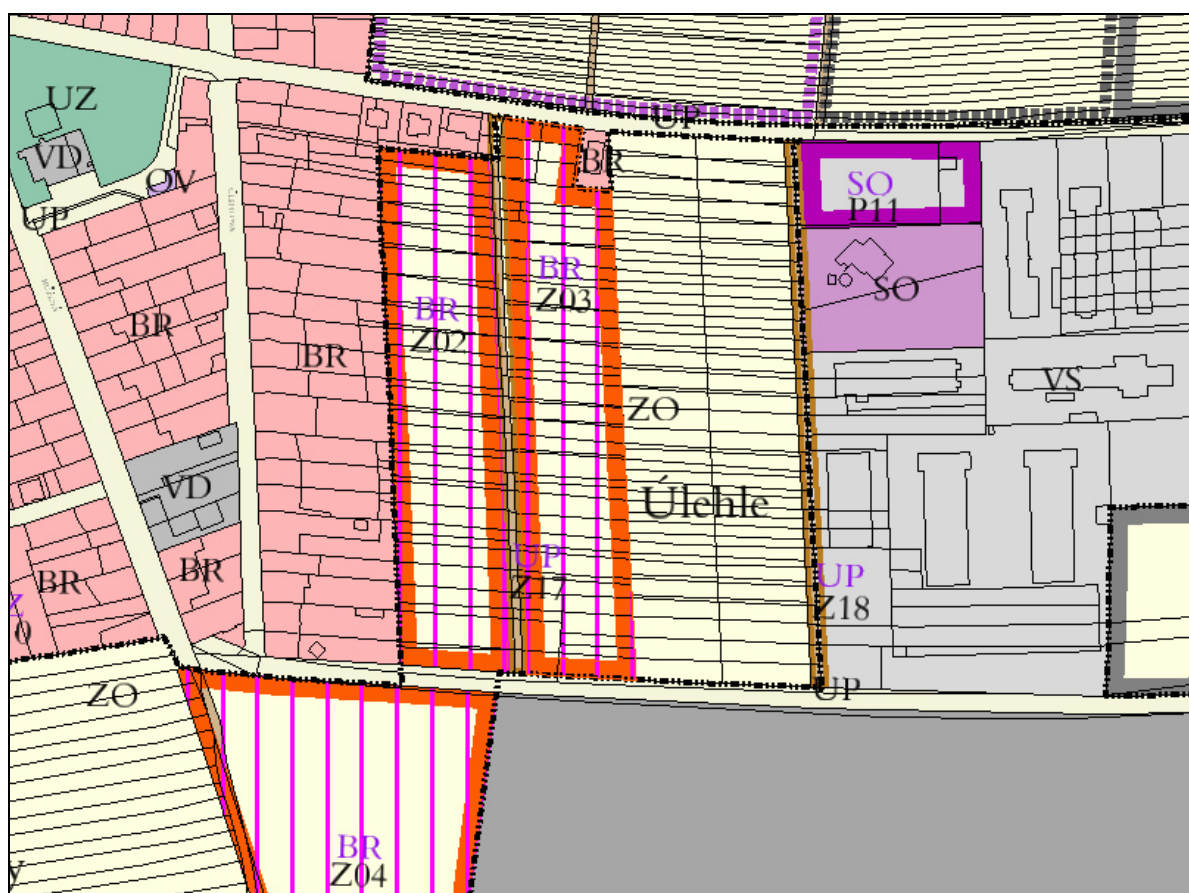 UZ
UP
VD
BR
SO
P11
OV
UP
BR
Z03
SO
BR
Z02
BR
BR
VS
ZO
VD
Úlehle
UP
Z17
BR
BR
UP
Z18
ZO
UP
BR
Z04
y